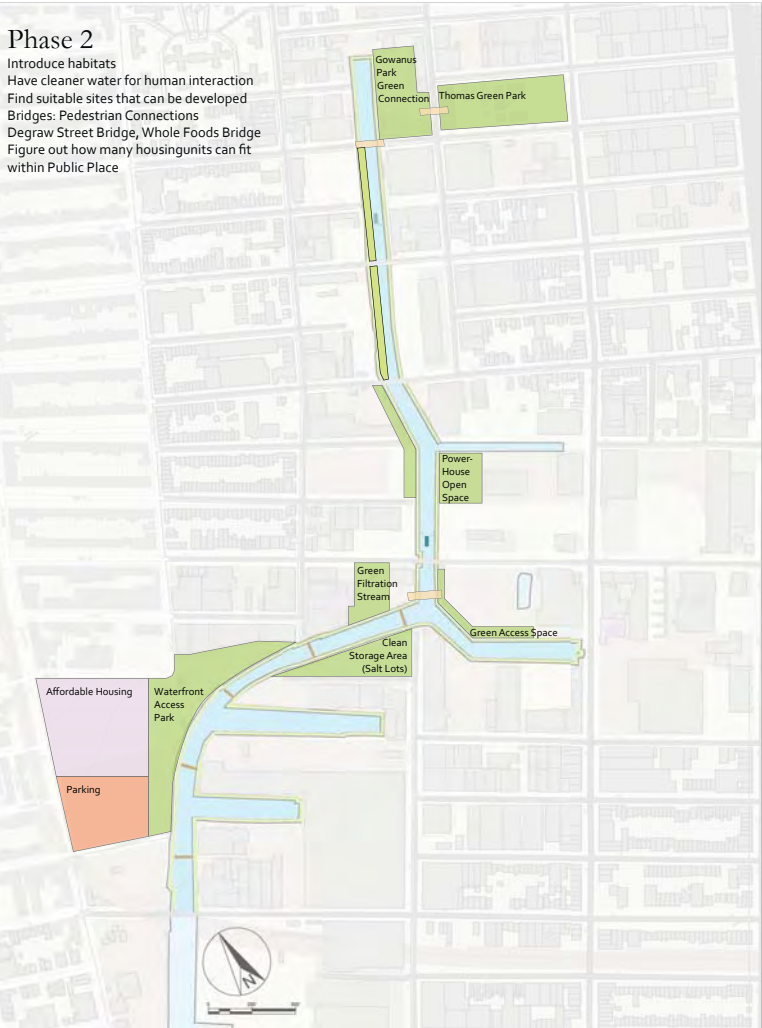 Phase 2
Introduce habitats
Have cleaner water for human interaction
Find suitable sites that can be developed
Bridges: Pedestrian Connections
Degraw Street Bridge, Whole Foods Bridge
Figure out how many housingunits can fit
within Public Place
Gowanus
Park
Green
Connection
Thomas Green Park
Power-
House
Open
Space
Green
Filtration
Stream
Green Access Space
Clean
Storage Area
(Salt Lots)
Affordable Housing
Waterfront
Access
Park
Parking
N